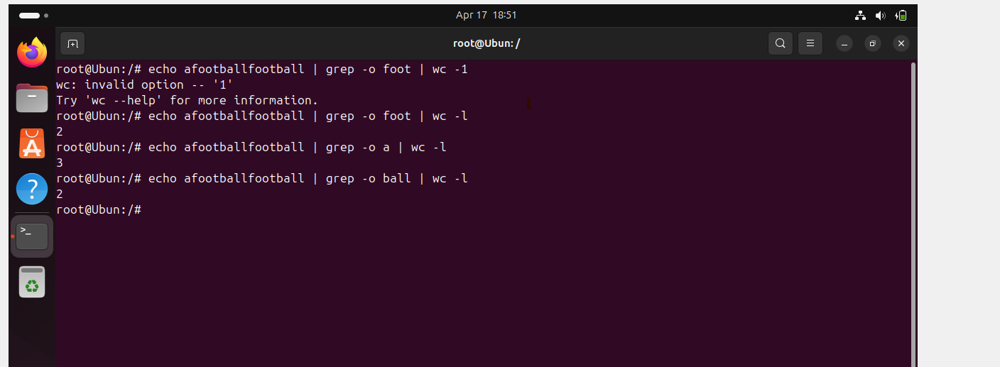 Apr 17 18:51
root@Ubun: /
root@Ubun:/# echo afootballfootball | grep -o foot | wc -1
wc: invalid option -- '1'
Try 'wc --help' for more information.
root@Ubun:/# echo afootballfootball | grep -o foot | wc -l
2
root@Ubun:/# echo afootballfootball | grep -o a | wc -l
3
root@Ubun:/# echo afootballfootball | grep -o ball | wc -l
2
root@Ubun:/#